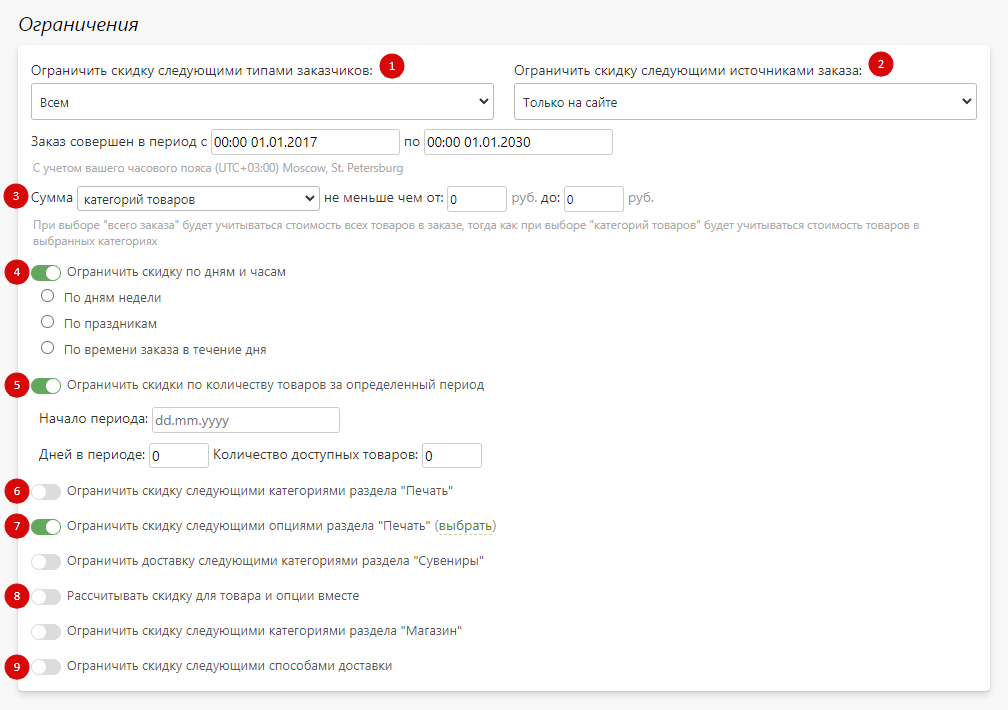 Ограничения
Ограничить скидку следующими типами заказчиков: 1
Ограничить скидку следующими источниками заказа: 2
Всем
Только на сайте
Заказ совершен в период с 00:00 01.01.2017 по 00:00 01.01.2030
С учетом вашего часового пояса (UTC+03:00) Moscow, St. Petersburg
3 Сумма категорий товаров не меньше чем от: 0 руб. до: 0 руб.
При выборе "всего заказа" будет учитываться стоимость всех товаров в заказе, тогда как при выборе "категорий товаров" будет учитываться стоимость товаров в
выбранных категориях
4 Ограничить скидку по дням и часам
По дням недели
По праздникам
По времени заказа в течение дня
5 Ограничить скидки по количеству товаров за определенный период
Начало периода: dd.mm.yyyy
Дней в периоде: 0 Количество доступных товаров: 0
6 Ограничить скидку следующими категориями раздела "Печать"
7 Ограничить скидку следующими опциями раздела "Печать" (выбрать)
Ограничить доставку следующими категориями раздела "Сувениры"
8 Рассчитывать скидку для товара и опции вместе
Ограничить скидку следующими категориями раздела "Магазин"
9 Ограничить скидку следующими способами доставки